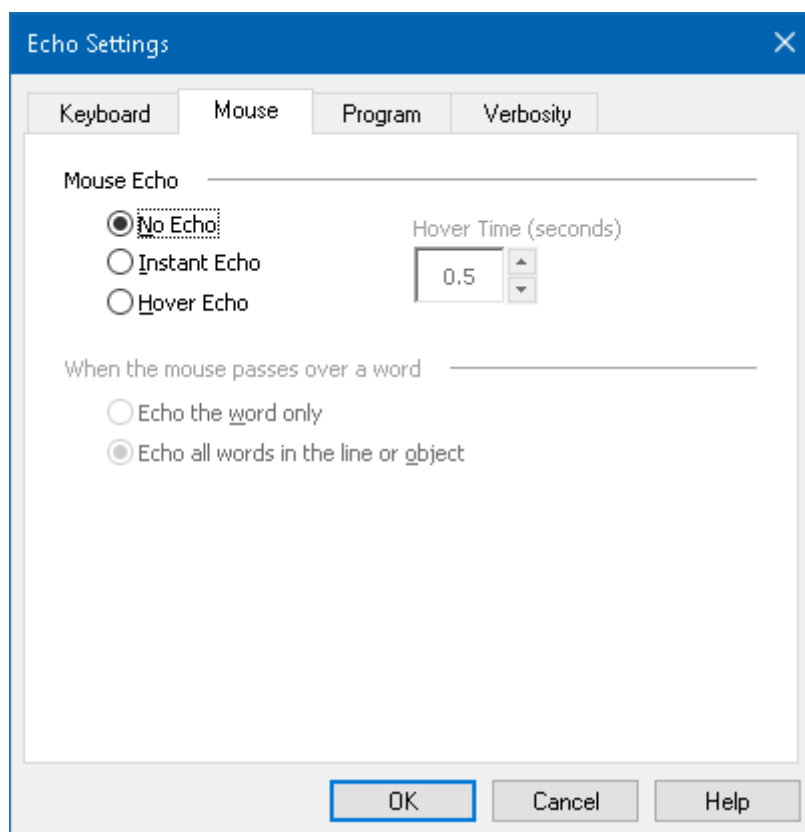 Echo Settings
Keyboard Mouse Program Verbosity
Mouse Echo
No Echo Hover Time (seconds)
Instant Echo 0.5
Hover Echo
When the mouse passes over a word
Echo the word only
Echo all words in the line or object
OK Cancel Help